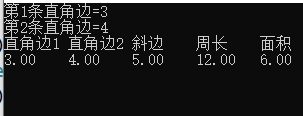 第1条直角边=3
第2条直角边=4
直角边1 直角边2 斜边 周长 面积
3.00 4.00 5.00 12.00 6.00